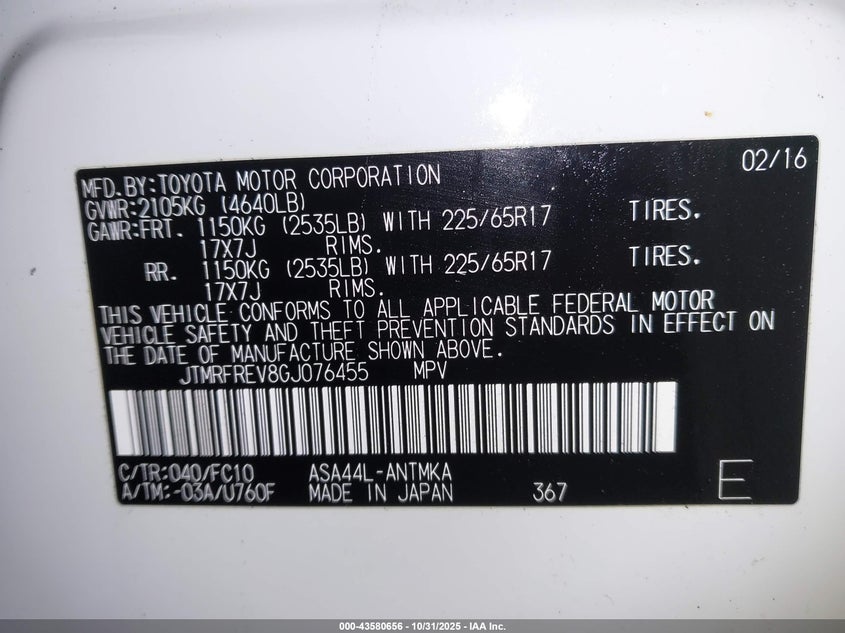 02/16
MFD.BY:TOYOTA MOTOR CORPORATION
GVWR:2105KG (4640LB)
GAWR:FRT. 1150KG (2535LB) WITH 225/65R17 TIRES.
17X7J RIMS.
RR. 1150KG (2535LB) WITH 225/65R17 TIRES.
17X7J RIMS.
THIS VEHICLE CONFORMS TO ALL APPLICABLE FEDERAL MOTOR
VEHICLE SAFETY AND THEFT PREVENTION STANDARDS IN EFFECT ON
THE DATE OF MANUFACTURE SHOWN ABOVE.
JTMRFREV8GJ076455 MPV
C/TR:040/FC10 ASA44L-ANTMKA
A/TM:-03A/U760F MADE IN JAPAN 367 E
000-43580656 - 10/31/2025 - IAA Inc.